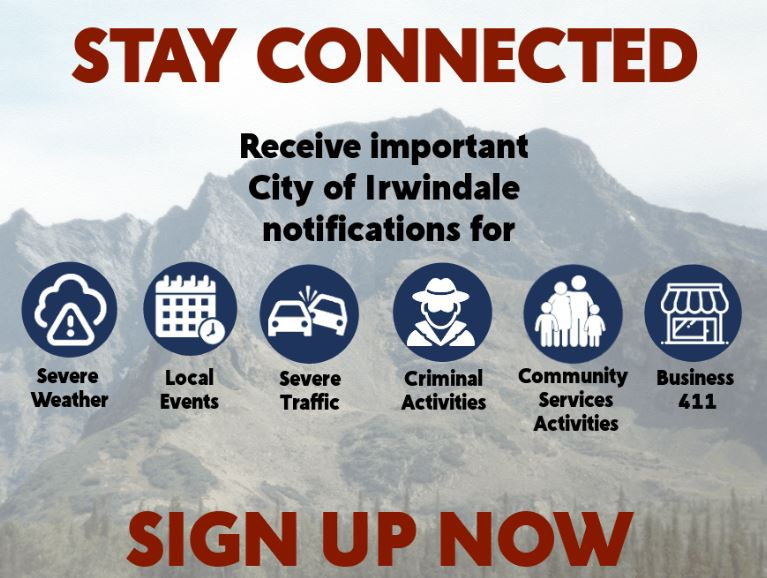 STAY CONNECTED
Receive important
City of Irwindale
notifications for
Severe
Weather
Local
Events
Severe
Traffic
Criminal
Activities
Community
Services
Activities
Business
411
SIGN UP NOW